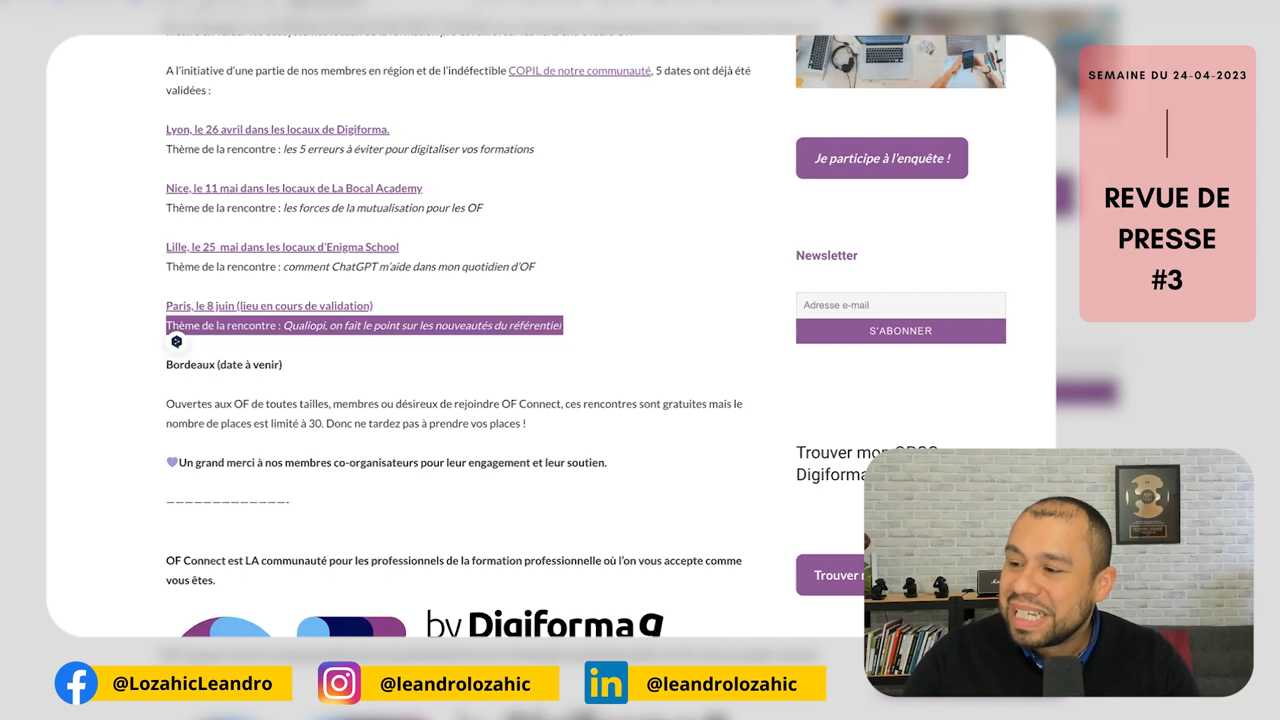 A l'initiative d'une partie de nos membres en région et de l'indéfectible COPIL de notre communauté, 5 dates ont déjà été
validées :
Lyon, le 26 avril dans les locaux de Digiforma.
Thème de la rencontre : les 5 erreurs à éviter pour digitaliser vos formations
Nice, le 11 mai dans les locaux de La Bocal Academy
Thème de la rencontre : les forces de la mutualisation pour les OF
Lille, le 25 mai dans les locaux d'Enigma School
Thème de la rencontre : comment ChatGPT m'aide dans mon quotidien d'OF
Paris, le 8 juin (lieu en cours de validation)
Thème de la rencontre : Qualiopi, on fait le point sur les nouveautés du référentiel
Bordeaux (date à venir)
Ouvertes aux OF de toutes tailles, membres ou désireux de rejoindre OF Connect, ces rencontres sont gratuites mais le
nombre de places est limité à 30. Donc ne tardez pas à prendre vos places !
💜Un grand merci à nos membres co-organisateurs pour leur engagement et leur soutien.
—————————————-
OF Connect est LA communauté pour les professionnels de la formation professionnelle où l'on vous accepte comme
vous êtes.
by Digiforma
Je participe à l'enquête !
Newsletter
Adresse e-mail
S'ABONNER
Trouver mon
Digiforma
Trouver
SEMAINE DU 24-04-2023
REVUE DE
PRESSE
#3
@LozahicLeandro
@leandrolozahic
in @leandrolozahic